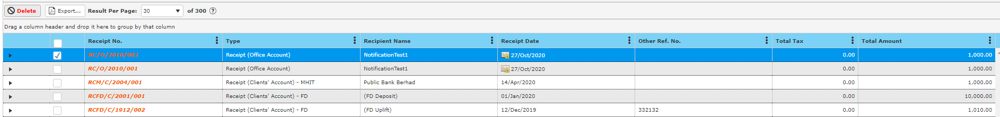 Delete Export... Result Per Page: 30 of 300 ?
Drag a column header and drop it here to group by that column
Receipt No. Type Recipient Name Receipt Date Other Ref. No. Total Tax Total Amount
RC/O/2010/002 Receipt (Office Account) NotificationTest1 27/Oct/2020 0.00 1,000.00
RC/O/2010/001 Receipt (Office Account) NotificationTest1 27/Oct/2020 0.00 1,000.00
RCM/C/2004/001 Receipt (Clients' Account) - MHIT Public Bank Berhad 14/Apr/2020 0.00 1,000.00
RCFD/C/2001/001 Receipt (Clients' Account) - FD (FD Deposit) 01/Jan/2020 0.00 10,000.00
RCFD/C/1912/002 Receipt (Clients' Account) - FD (FD Uplift) 12/Dec/2019 332132 0.00 1,010.00